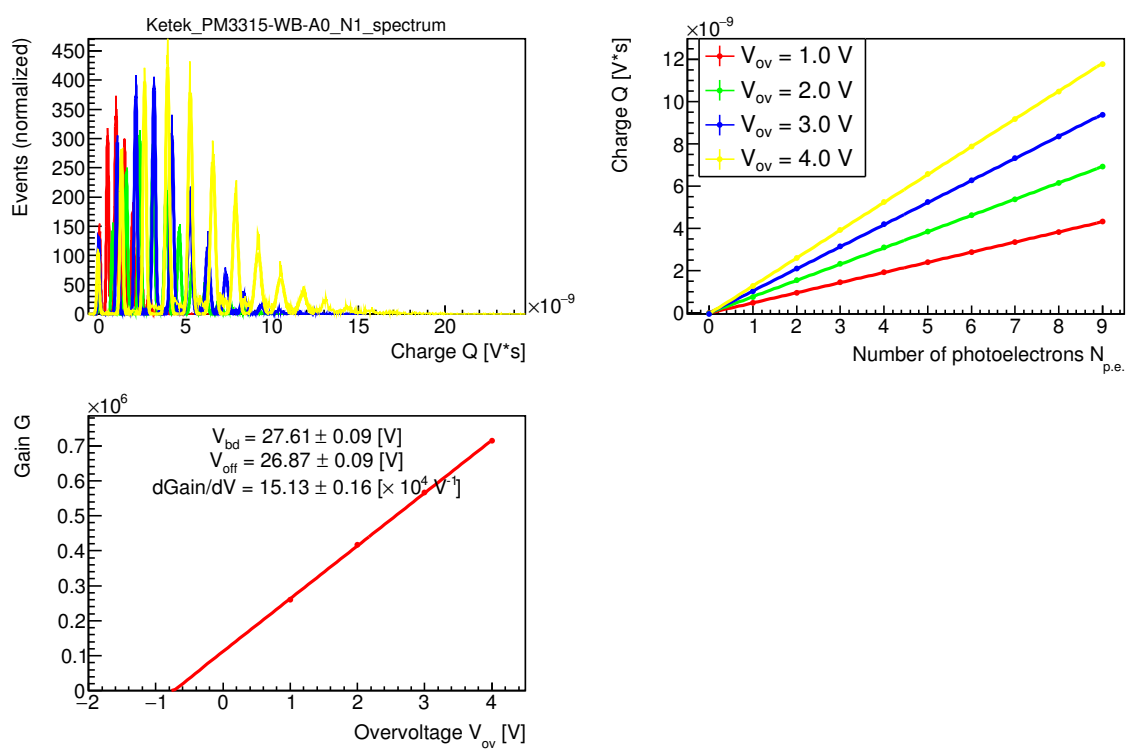 Ketek_PM3315-WB-A0_N1_spectrum
Events (normalized)
450
400
350
300
250
200
150
100
50
0
0 5 10 15 20
×10⁻⁹
Charge Q [V*s]
×10⁻⁹
Charge Q [V*s]
12
10
8
6
4
2
0
V_ov = 1.0 V
V_ov = 2.0 V
V_ov = 3.0 V
V_ov = 4.0 V
0 1 2 3 4 5 6 7 8 9
Number of photoelectrons N_p.e.
×10⁶
Gain G
0.7
0.6
0.5
0.4
0.3
0.2
0.1
0
V_bd = 27.61 ± 0.09 [V]
V_off = 26.87 ± 0.09 [V]
dGain/dV = 15.13 ± 0.16 [× 10⁴ V⁻¹]
−2 −1 0 1 2 3 4
Overvoltage V_ov [V]